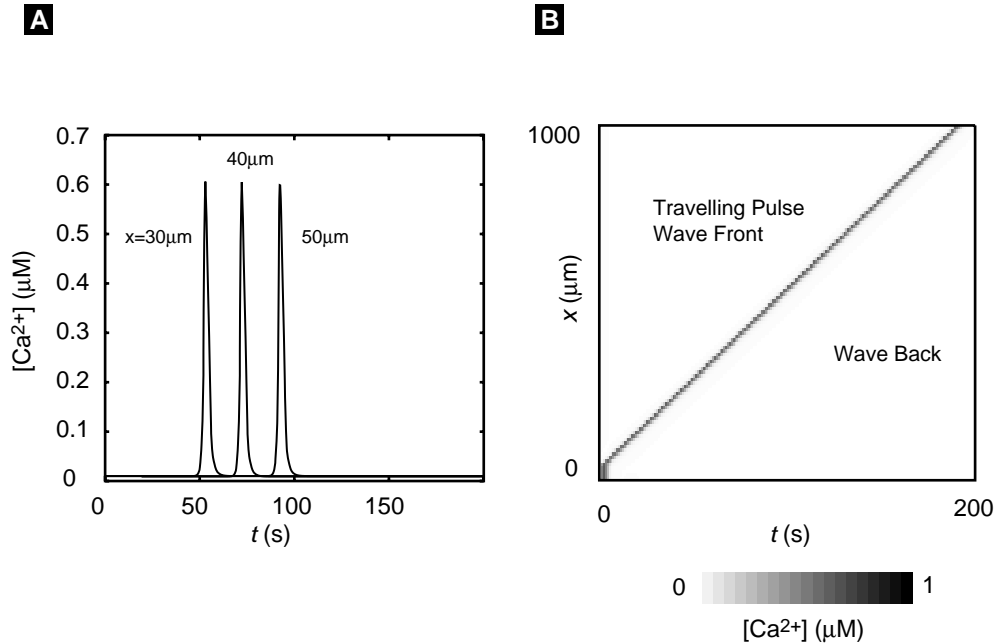 A
0.7
0.6
0.5
0.4
0.3
0.2
0.1
0
[Ca²⁺] (μM)
40μm
x=30μm
50μm
0
50
100
150
t (s)
B
1000
0
x (μm)
Travelling Pulse
Wave Front
Wave Back
0
200
t (s)
0
1
[Ca²⁺] (μM)